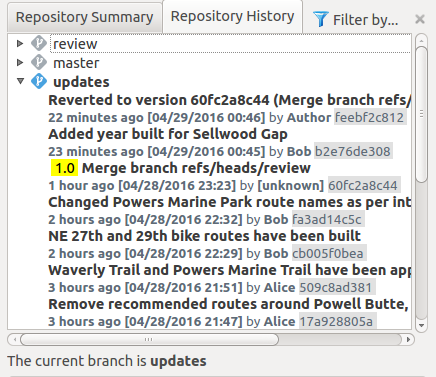 Repository Summary Repository History Filter by...
review
master
updates
Reverted to version 60fc2a8c44 (Merge branch refs/
22 minutes ago [04/29/2016 00:46] by Author feebf2c812
Added year built for Sellwood Gap
23 minutes ago [04/29/2016 00:45] by Bob b2e76de308
1.0 Merge branch refs/heads/review
1 hour ago [04/28/2016 23:23] by [unknown] 60fc2a8c44
Changed Powers Marine Park route names as per int
2 hours ago [04/28/2016 22:32] by Bob fa3ad14c5c
NE 27th and 29th bike routes have been built
2 hours ago [04/28/2016 22:29] by Bob cb005f0bea
Waverly Trail and Powers Marine Trail have been app
3 hours ago [04/28/2016 21:51] by Alice 509c8ad381
Remove recommended routes around Powell Butte,
3 hours ago [04/28/2016 21:47] by Alice 17a928805a
The current branch is updates